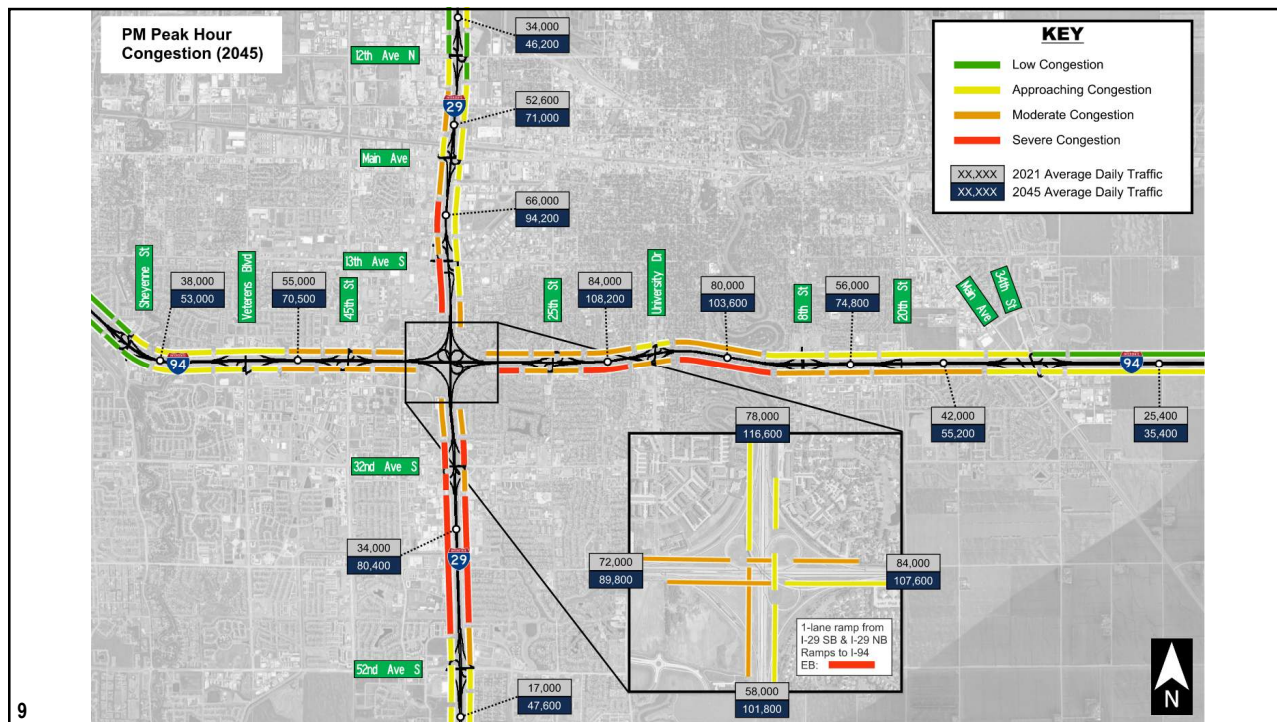 PM Peak Hour
Congestion (2045)
12th Ave N
34,000
46,200
29
52,600
71,000
Main Ave
66,000
94,200
13th Ave S
KEY
Low Congestion
Approaching Congestion
Moderate Congestion
Severe Congestion
XX,XXX 2021 Average Daily Traffic
XX,XXX 2045 Average Daily Traffic
Sheyenne St
38,000
53,000
Veterens Blvd
55,000
70,500
45th St
25th St
84,000
108,200
University Dr
80,000
103,600
8th St
56,000
74,800
20th St
Main Ave
34th St
94
94
42,000
55,200
25,400
35,400
32nd Ave S
34,000
80,400
29
52nd Ave S
17,000
47,600
78,000
116,600
72,000
89,800
84,000
107,600
1-lane ramp from
I-29 SB & I-29 NB
Ramps to I-94
EB:
58,000
101,800
N
9